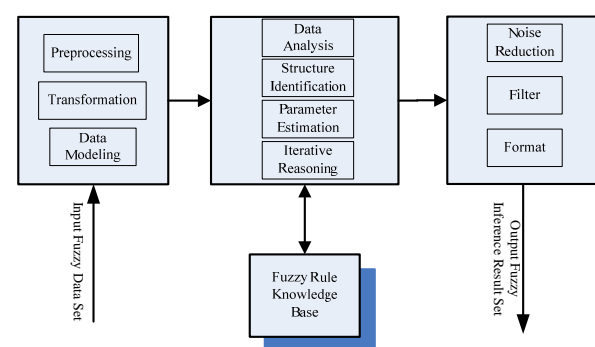 Preprocessing
Transformation
Data
Modeling
Data
Analysis
Structure
Identification
Parameter
Estimation
Iterative
Reasoning
Noise
Reduction
Filter
Format
Input Fuzzy Data Set
Fuzzy Rule
Knowledge
Base
Output Fuzzy
Inference Result Set